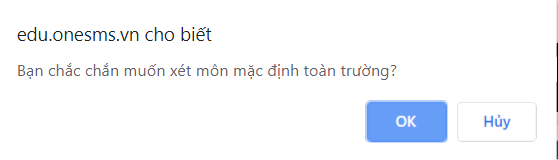 edu.onesms.vn cho biết
Bạn chắc chắn muốn xét môn mặc định toàn trường?
OK
Hủy